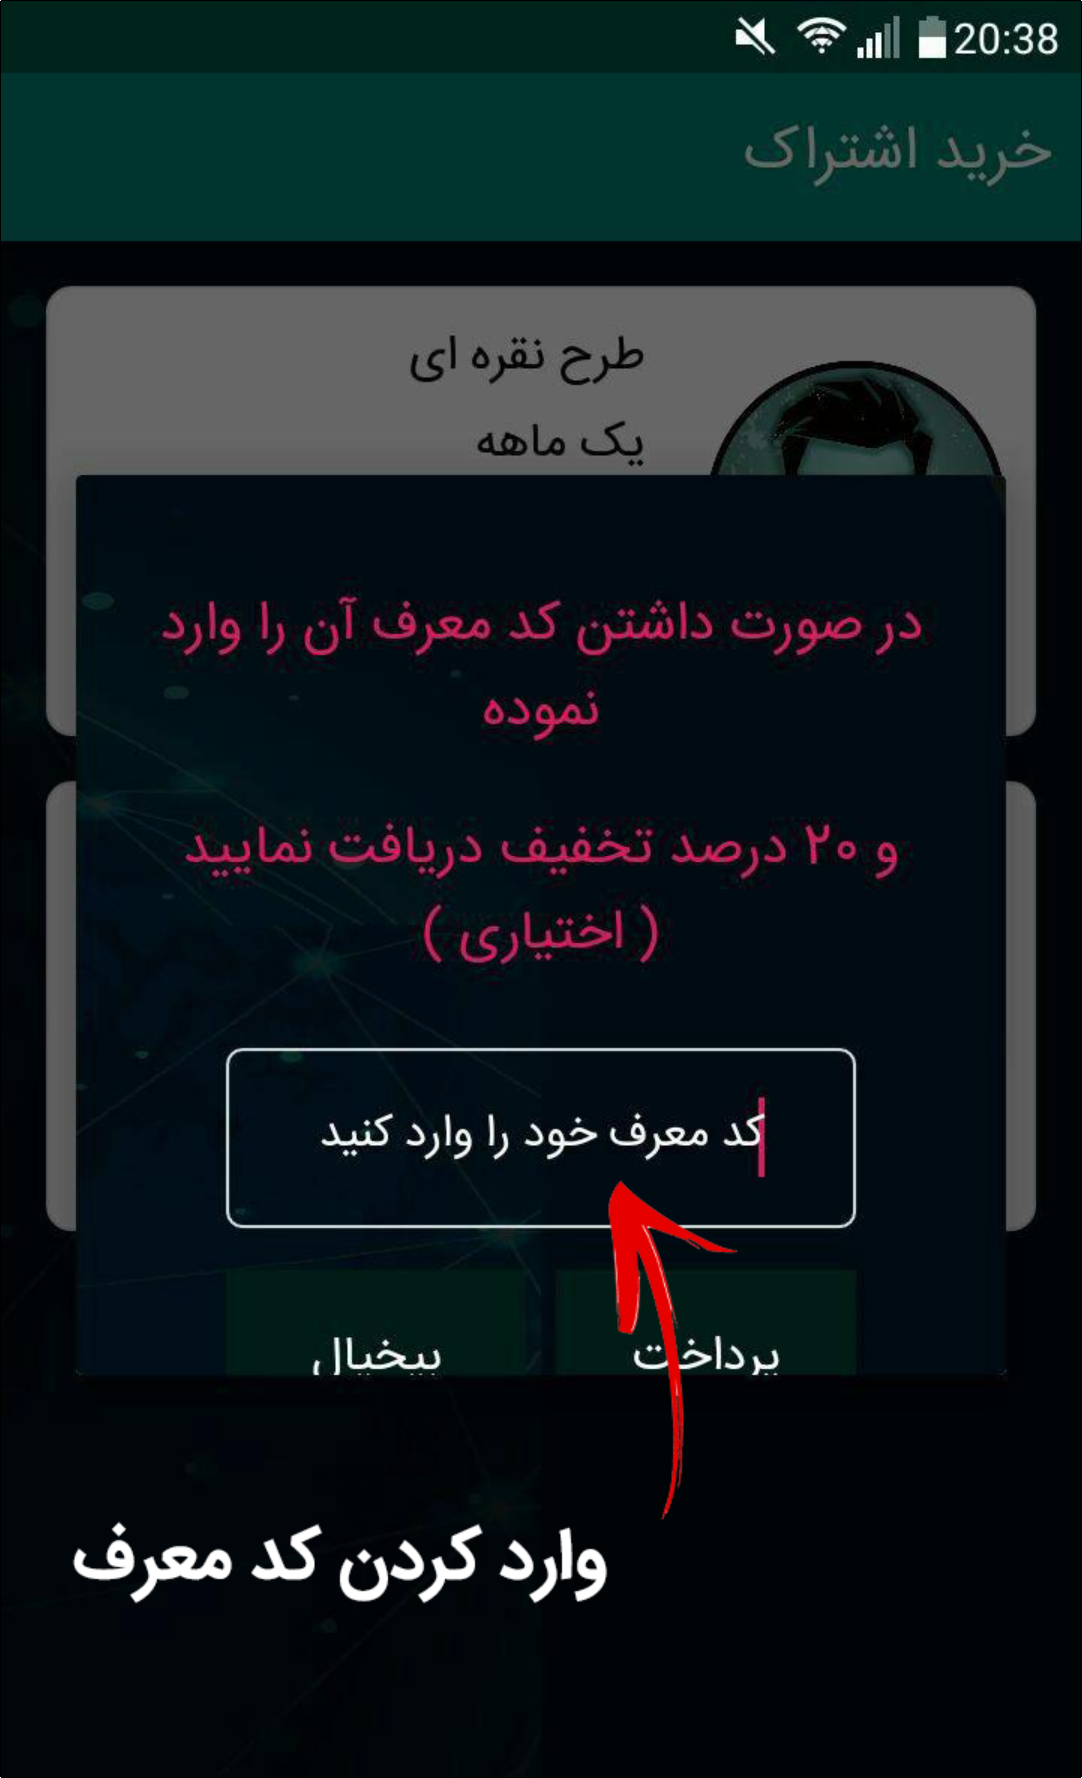 20:38
خرید اشتراک
طرح نقره ای
یک ماهه
در صورت داشتن کد معرف آن را وارد
نموده
و ۲۰ درصد تخفیف دریافت نمایید
( اختیاری )
کد معرف خود را وارد کنید
پرداخت
بیخیال
وارد کردن کد معرف